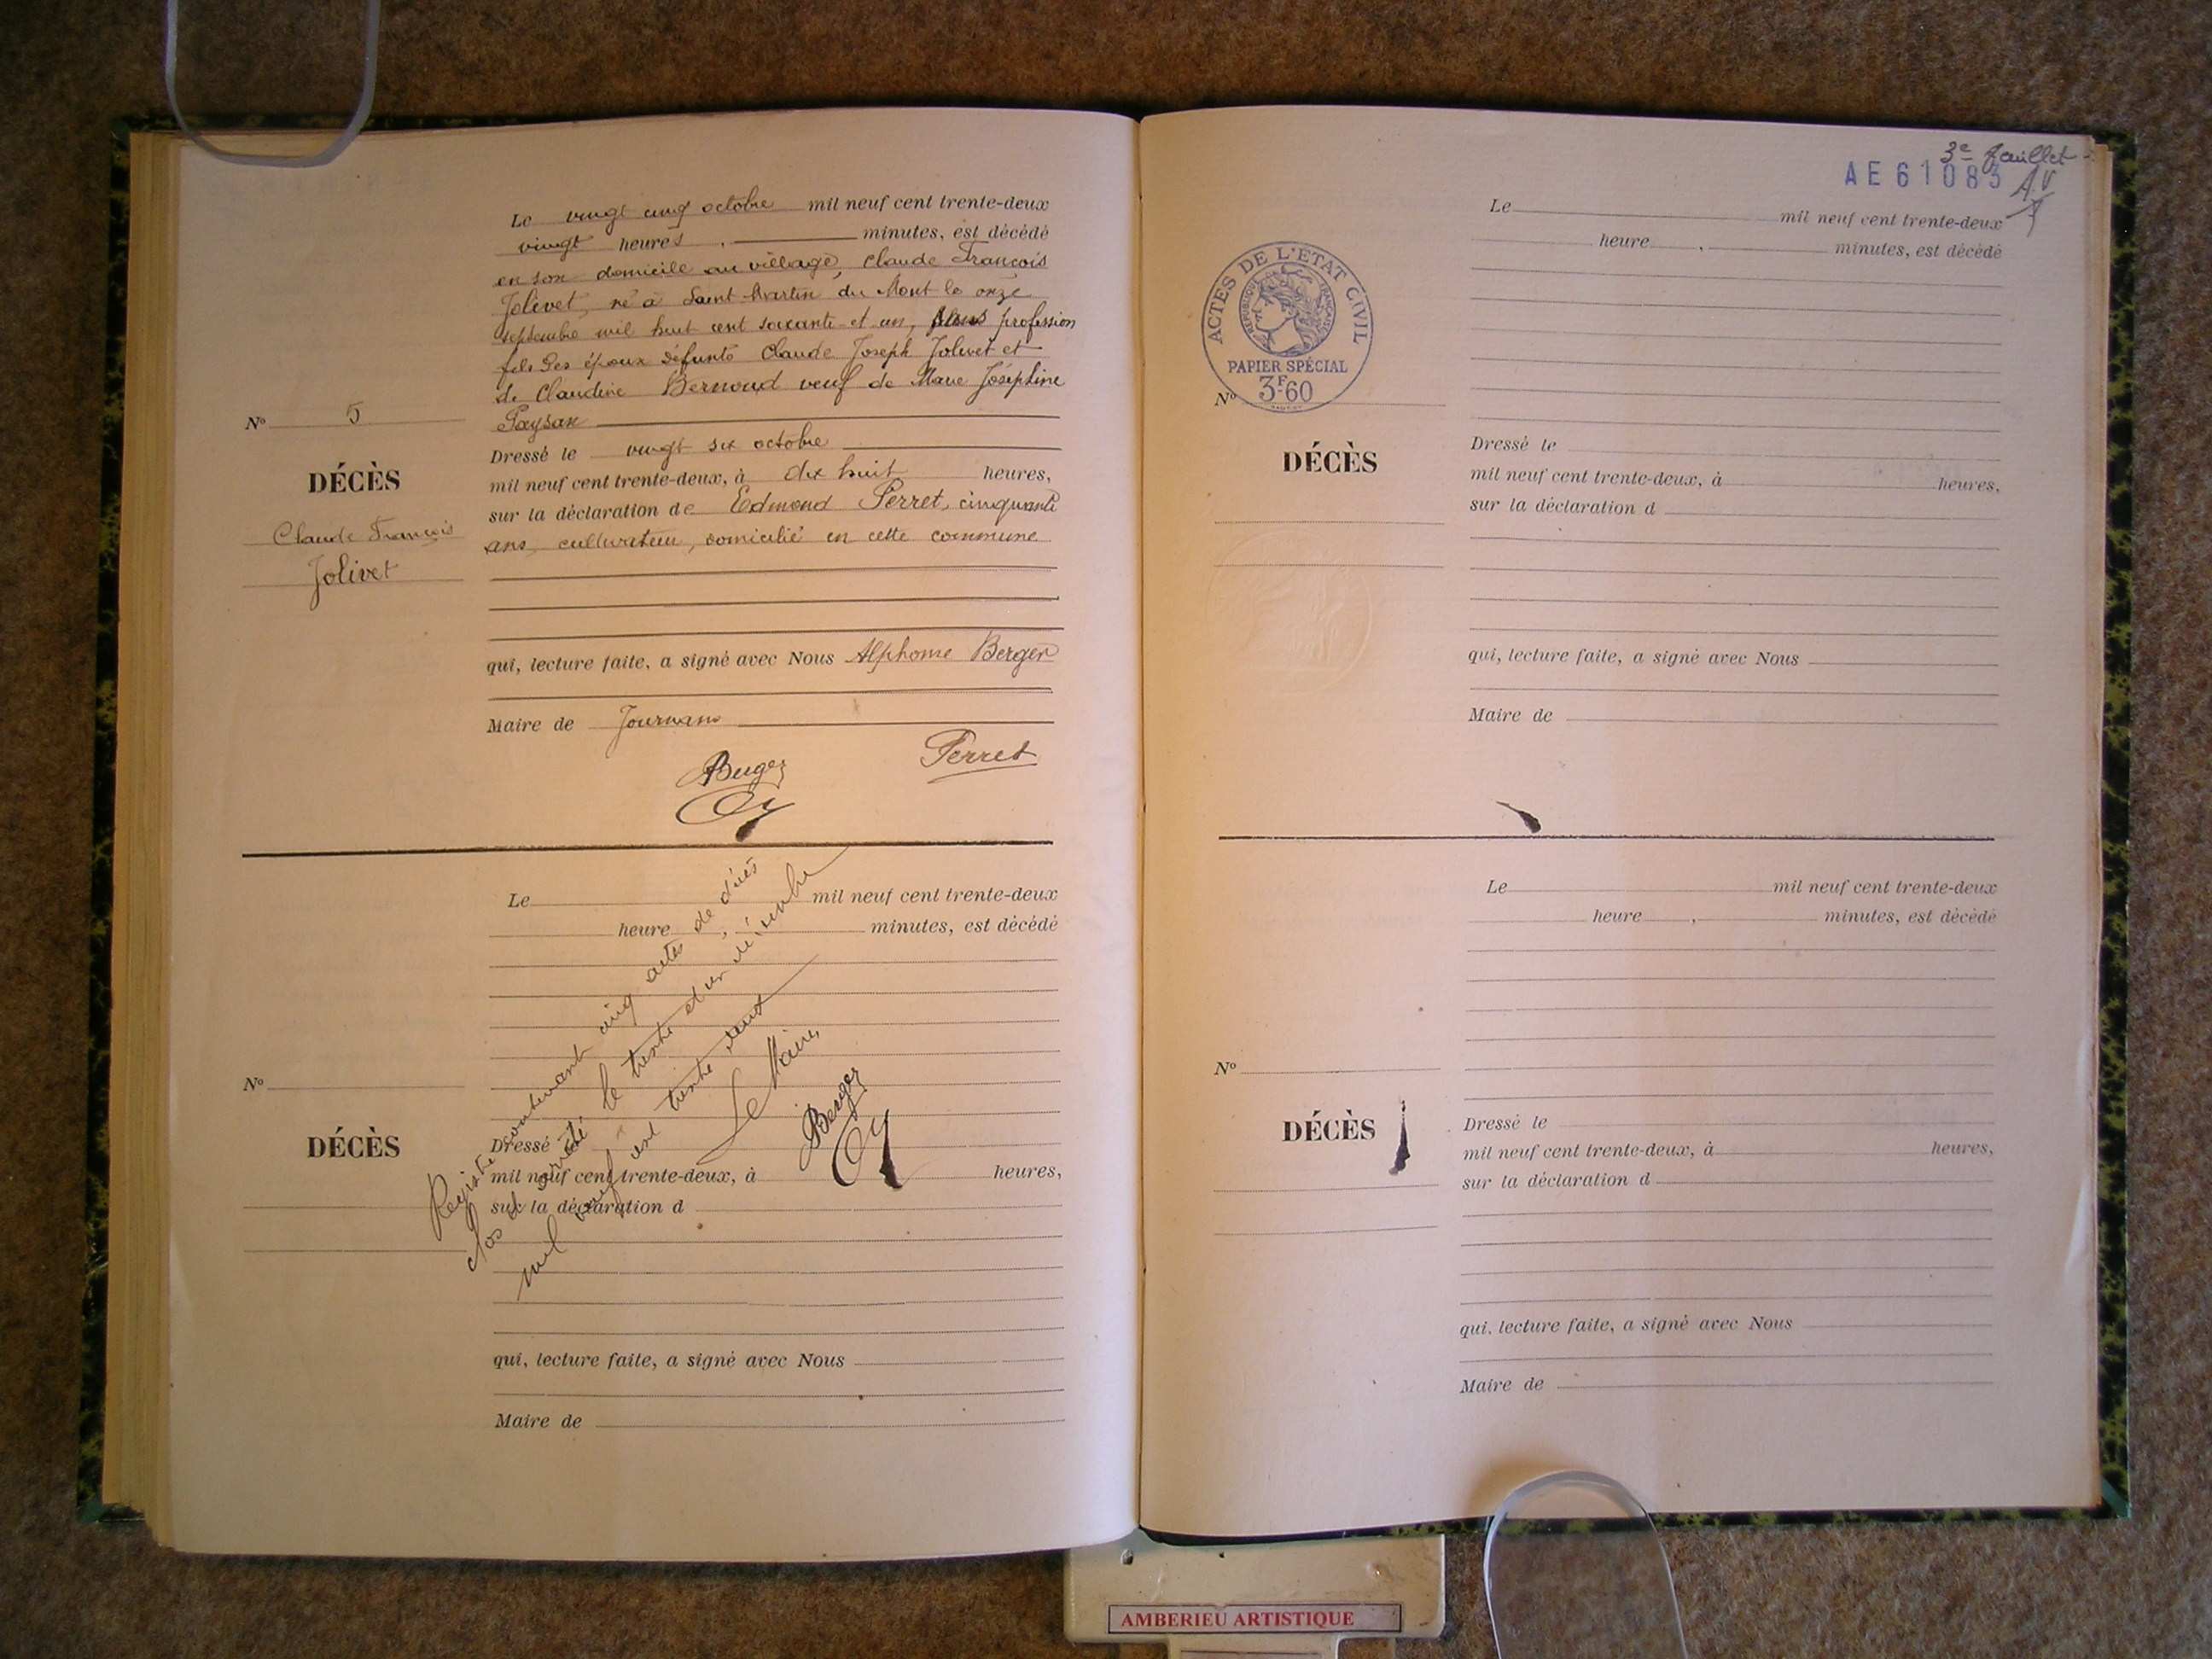 Le vingt cinq octobre mil neuf cent trente-deux
vingt heures , minutes, est décédé
en son domicile au village, Claude Francois
Jolivet, né à Saint Martin du Mont le onze
septembre mil huit cent soixante et un, profession
fils des époux défunts Claude Joseph Jolivet et
de Claudine Bernoud veuf de Marie Joséphine
Paysan
Nº 5
DÉCÈS
Claude Francois
Jolivet
Dressé le vingt six octobre
mil neuf cent trente-deux, à dix huit heures,
sur la déclaration de Edmond Perret, cinquante
ans, cultivateur, domicilié en cette commune
qui, lecture faite, a signé avec Nous Alphonse Berger
Maire de Journans
Berger
Perret
Le mil neuf cent trente-deux
heure , minutes, est décédé
Nº
DÉCÈS
Dressé
mil neuf cent trente-deux, à heures,
sur la déclaration d
qui, lecture faite, a signé avec Nous
Maire de
Registre contenant cinq actes de décès
clos et arrêté le trente et un décembre
mil neuf cent trente deux
Le Maire,
Berger
3e feuillet
AE 61083
ACTES DE L'ETAT CIVIL
REPUBLIQUE FRANÇAISE
PAPIER SPÉCIAL
3F60
Le mil neuf cent trente-deux
heure , minutes, est décédé
Nº
DÉCÈS
Dressé le
mil neuf cent trente-deux, à heures,
sur la déclaration d
qui, lecture faite, a signé avec Nous
Maire de
Le mil neuf cent trente-deux
heure , minutes, est décédé
Nº
DÉCÈS
Dressé le
mil neuf cent trente-deux, à heures,
sur la déclaration d
qui, lecture faite, a signé avec Nous
Maire de
AMBERIEU ARTISTIQUE